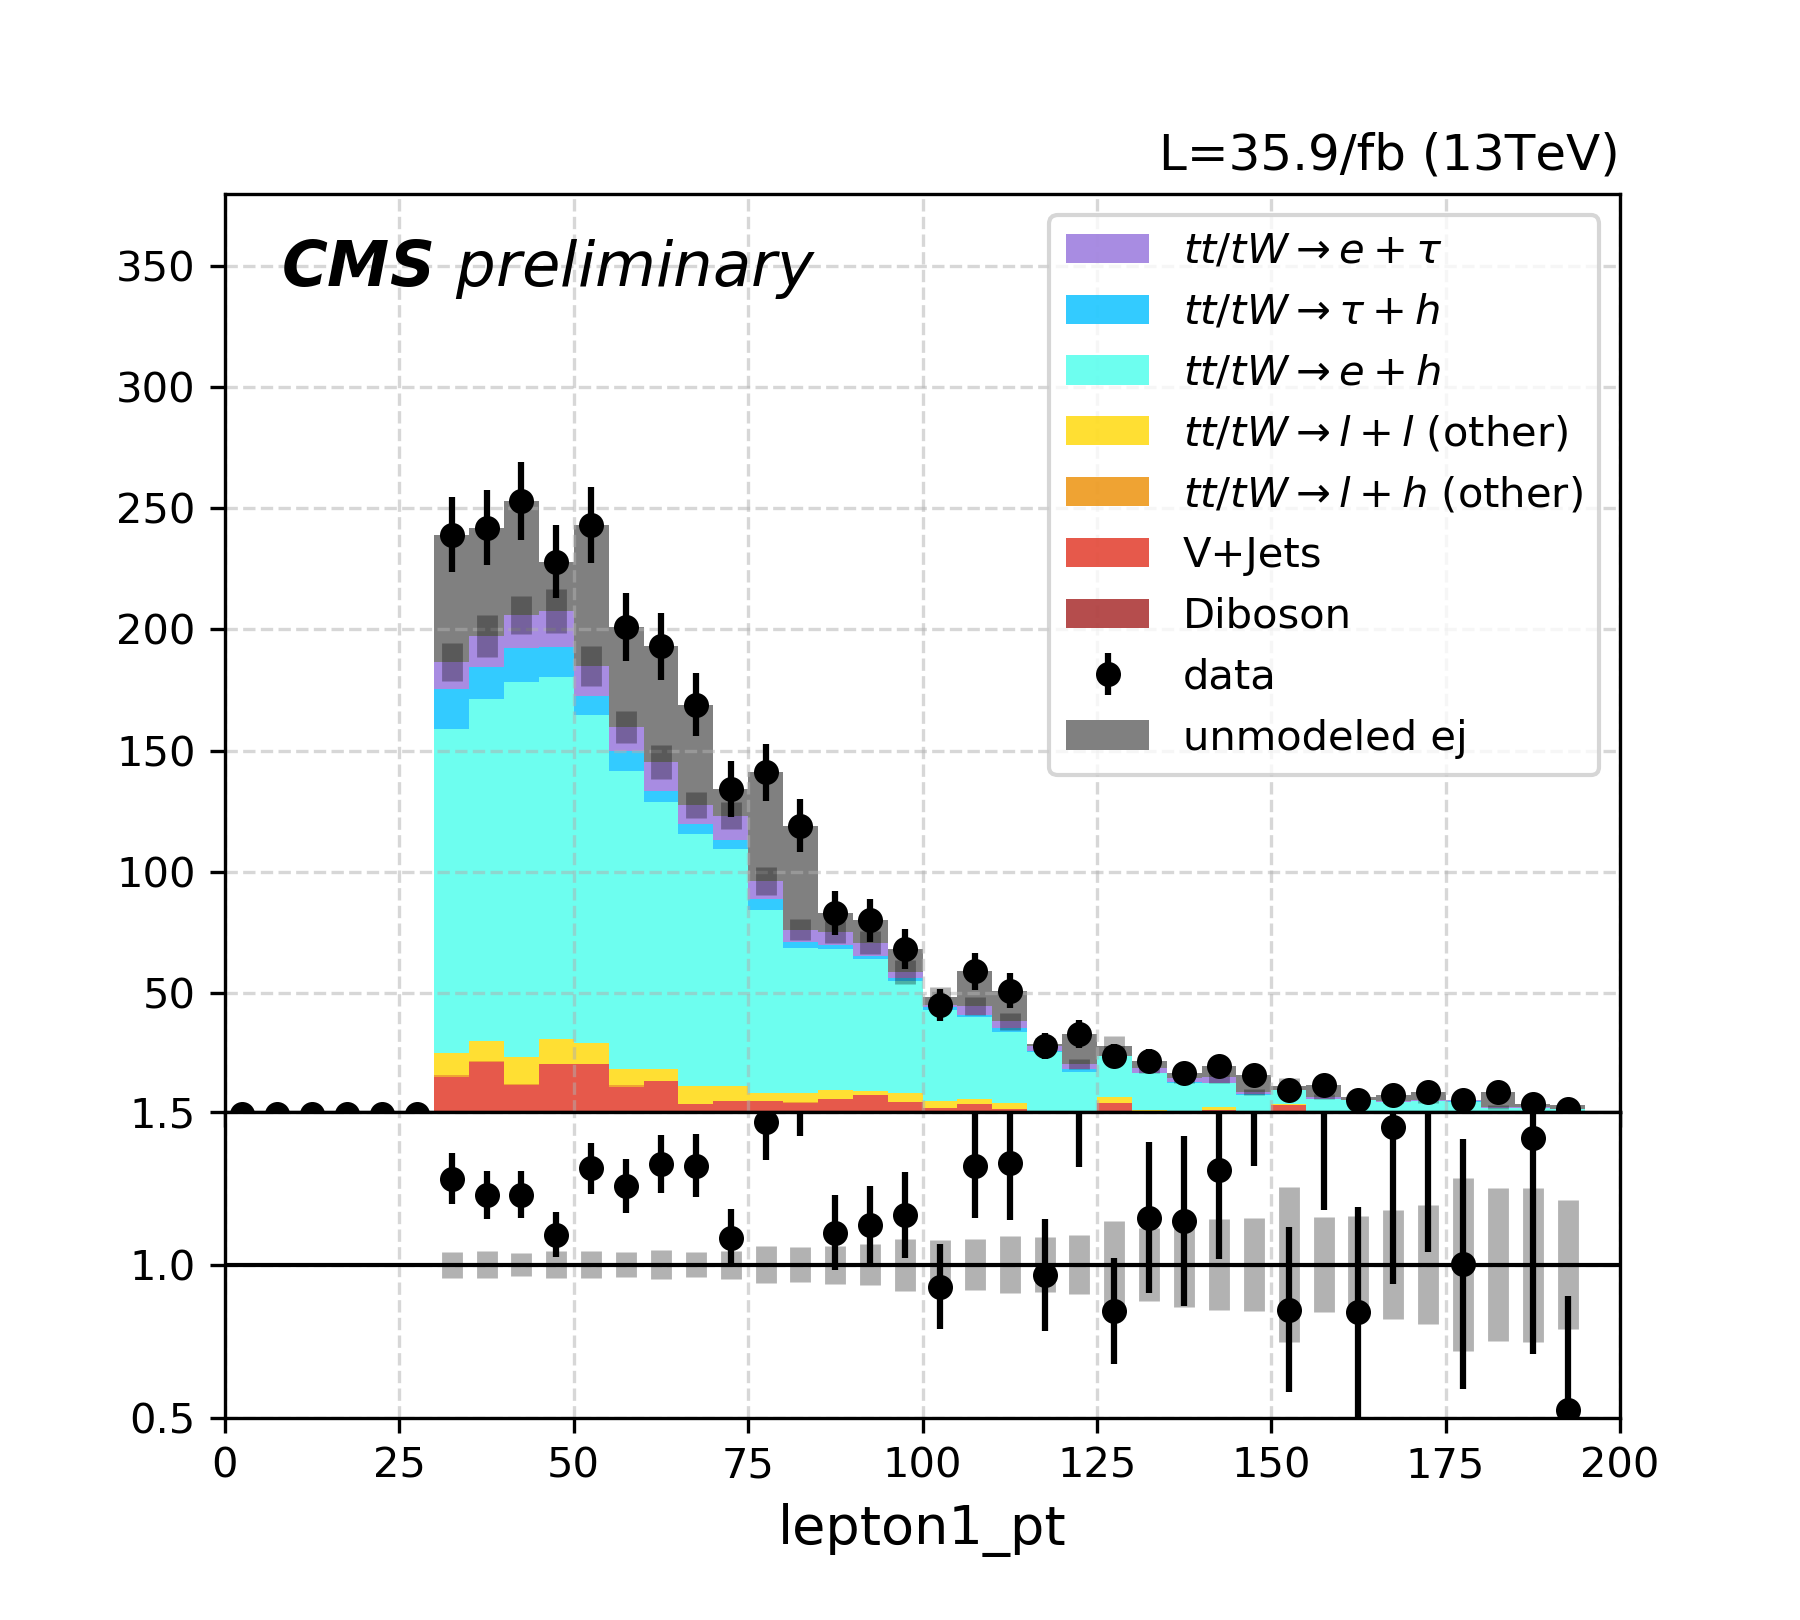 L=35.9/fb (13TeV)
CMS preliminary
tt/tW → e + τ
tt/tW → τ + h
tt/tW → e + h
tt/tW → l + l (other)
tt/tW → l + h (other)
V+Jets
Diboson
data
unmodeled ej
350
300
250
200
150
100
50
1.5
1.0
0.5
0 25 50 75 100 125 150 175 200
lepton1_pt